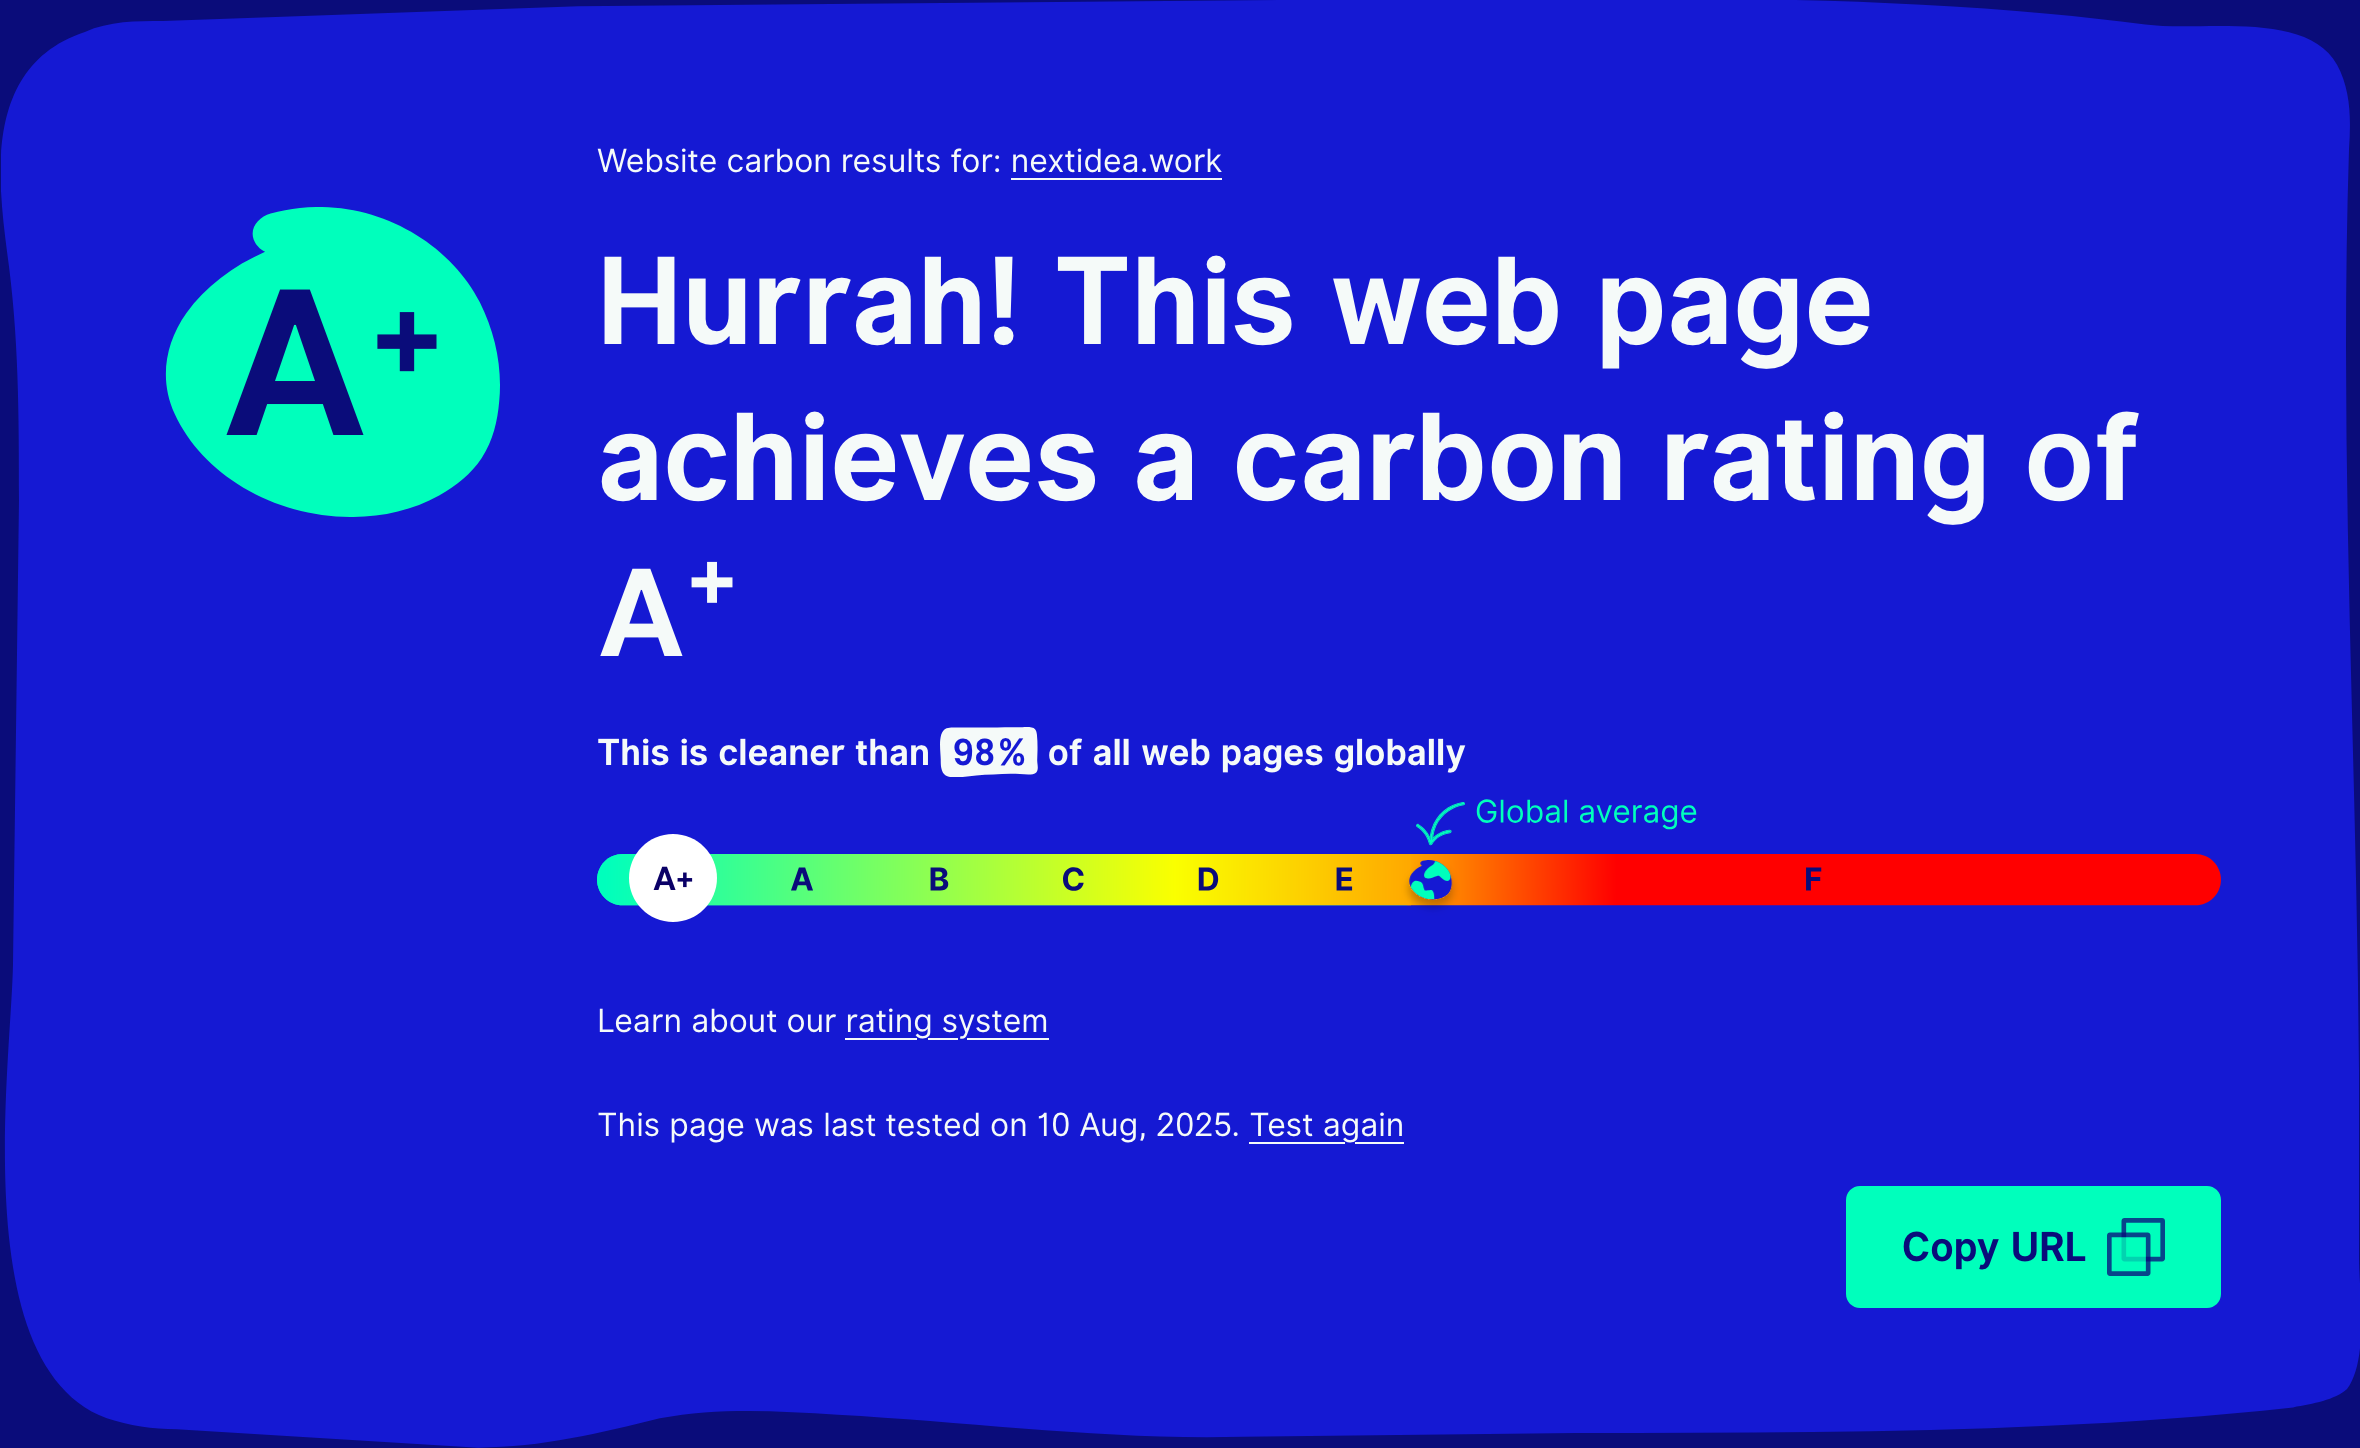 Website carbon results for: nextidea.work
A+
Hurrah! This web page
achieves a carbon rating of
A+
This is cleaner than 98% of all web pages globally
Global average
A+ A B C D E F
Learn about our rating system
This page was last tested on 10 Aug, 2025. Test again
Copy URL